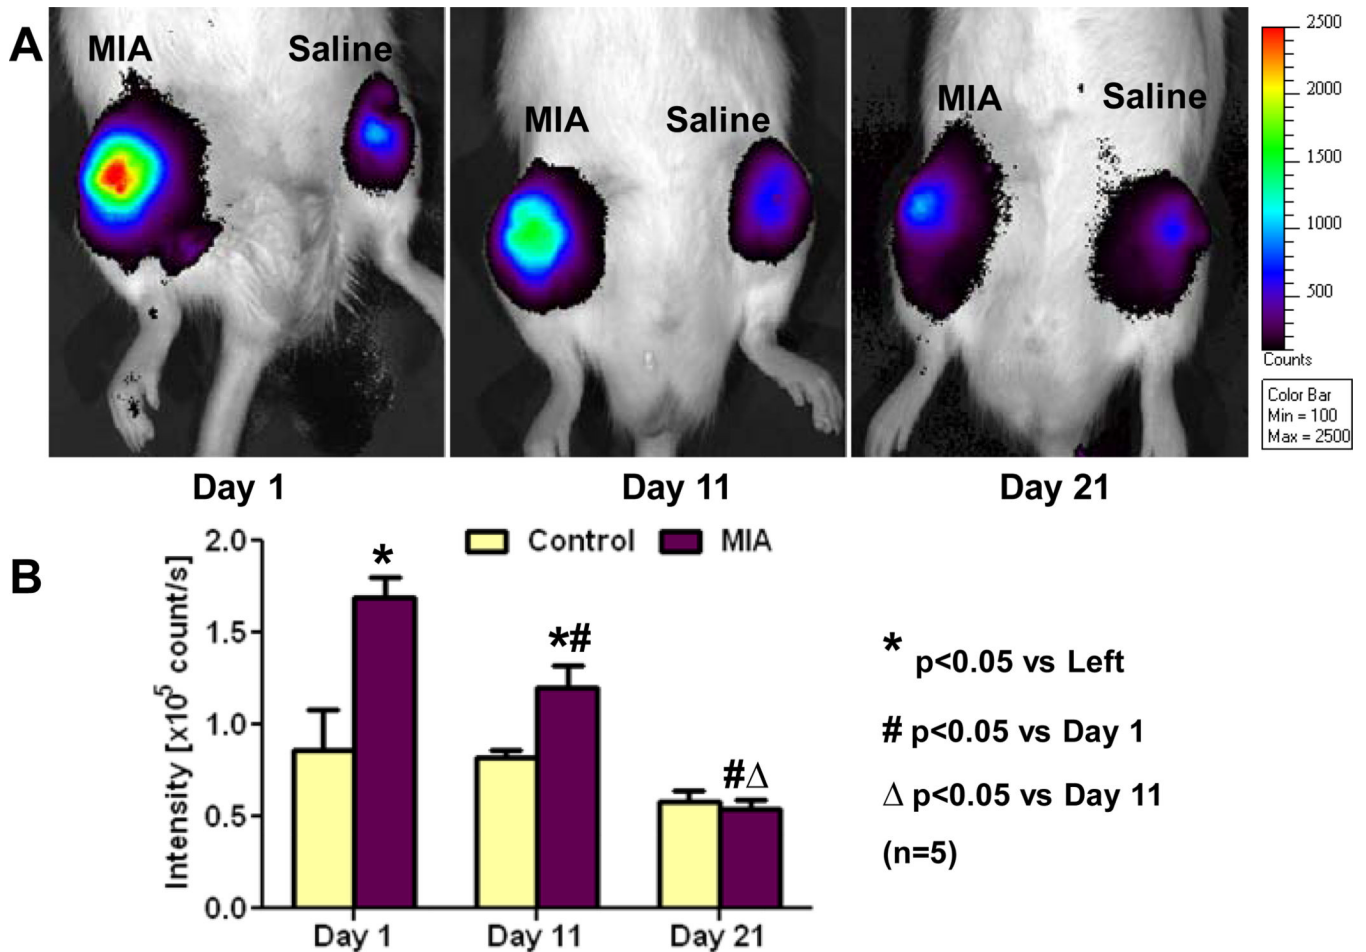 A
MIA
Saline
MIA
Saline
MIA
Saline
2500
2000
1500
1000
500
Counts
Color Bar
Min = 100
Max = 2500
Day 1
Day 11
Day 21
B
Intensity [x10⁵ count/s]
2.0
1.5
1.0
0.5
0.0
Control
MIA
*
*#
#Δ
Day 1
Day 11
Day 21
* p<0.05 vs Left
# p<0.05 vs Day 1
Δ p<0.05 vs Day 11
(n=5)